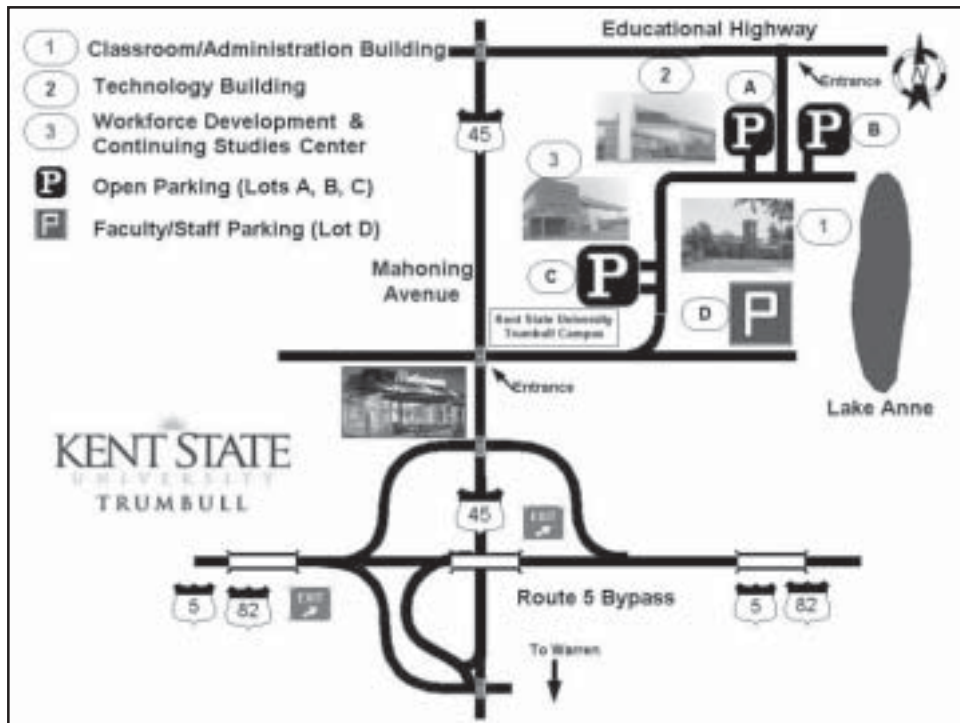 1 Classroom/Administration Building
2 Technology Building
3 Workforce Development &
Continuing Studies Center
P Open Parking (Lots A, B, C)
P Faculty/Staff Parking (Lot D)
Educational Highway
Entrance
N
2
A
P
P
B
45
3
1
Mahoning
Avenue
C
P
D
P
Kent State University
Trumbull Campus
Entrance
Lake Anne
KENT STATE
UNIVERSITY
TRUMBULL
45
EXIT
5
82
EXIT
Route 5 Bypass
5
82
To Warren